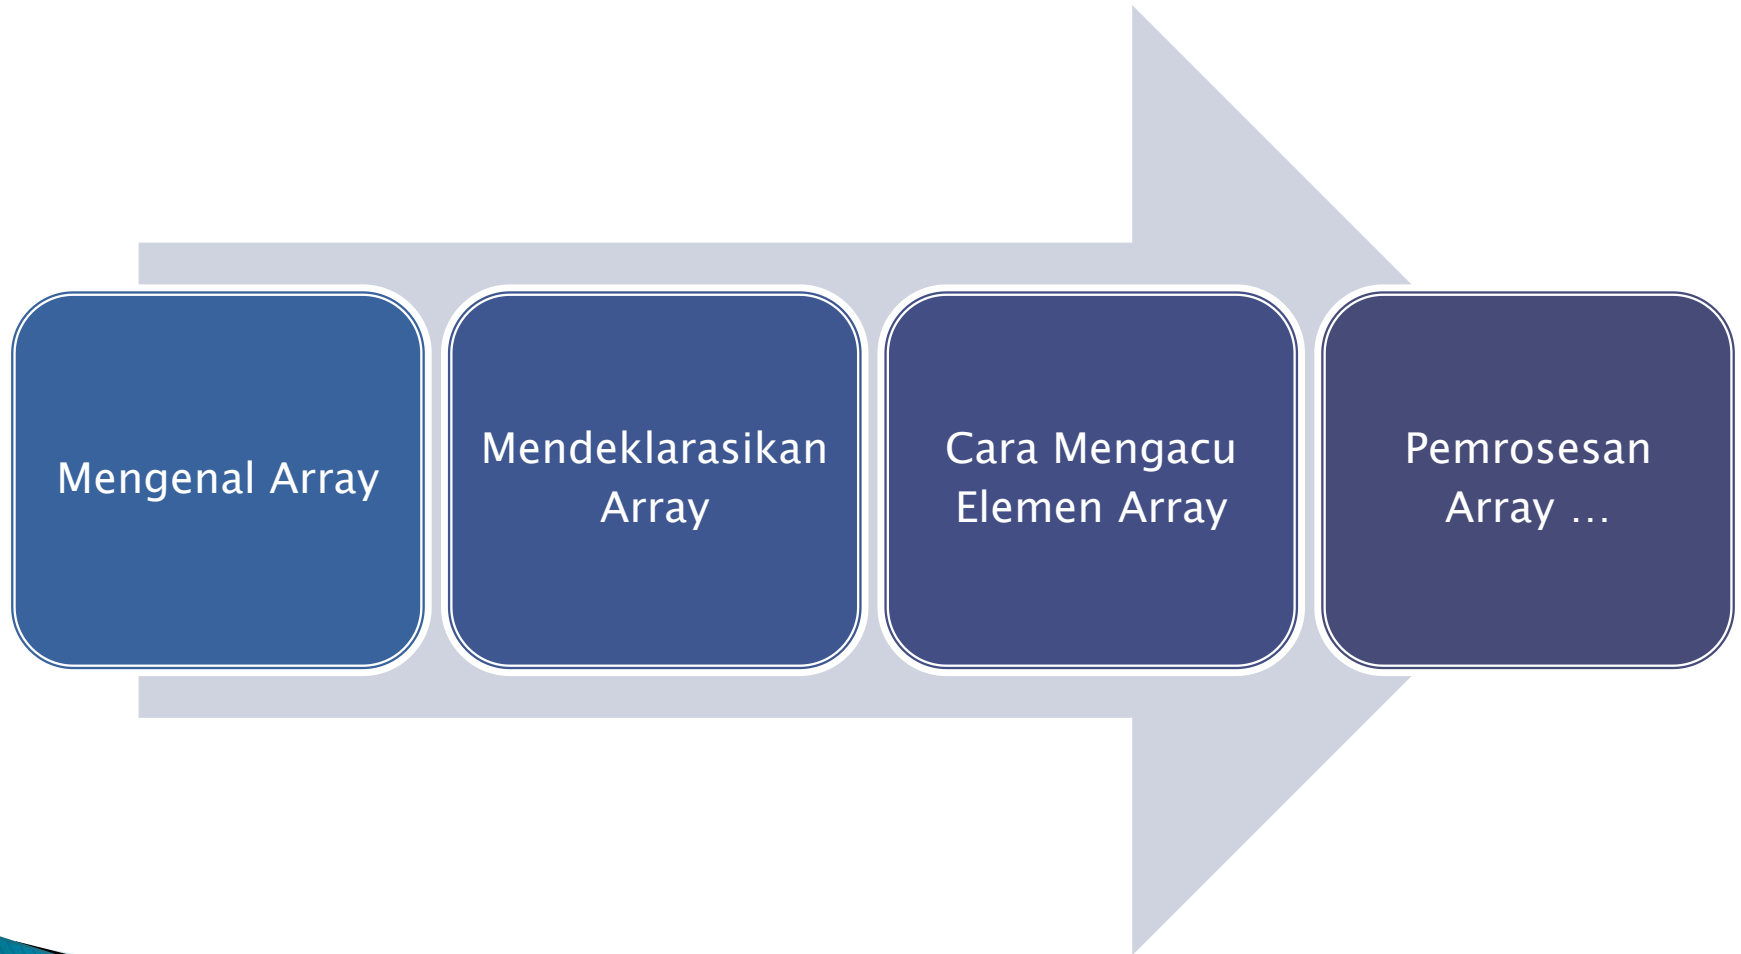 Mengenal Array
Mendeklarasikan
Array
Cara Mengacu
Elemen Array
Pemrosesan
Array ...